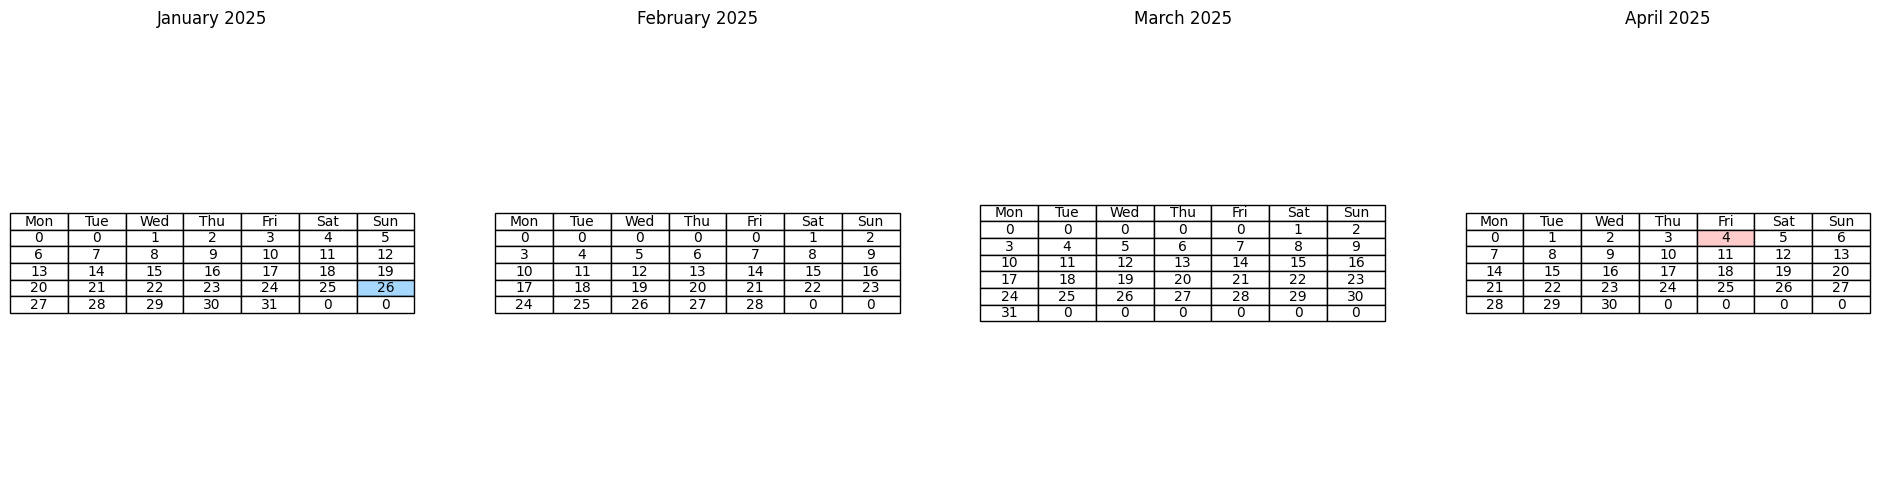 January 2025
Mon Tue Wed Thu Fri Sat Sun
0 0 1 2 3 4 5
6 7 8 9 10 11 12
13 14 15 16 17 18 19
20 21 22 23 24 25 26
27 28 29 30 31 0 0
February 2025
Mon Tue Wed Thu Fri Sat Sun
0 0 0 0 0 1 2
3 4 5 6 7 8 9
10 11 12 13 14 15 16
17 18 19 20 21 22 23
24 25 26 27 28 0 0
March 2025
Mon Tue Wed Thu Fri Sat Sun
0 0 0 0 0 1 2
3 4 5 6 7 8 9
10 11 12 13 14 15 16
17 18 19 20 21 22 23
24 25 26 27 28 29 30
31 0 0 0 0 0 0
April 2025
Mon Tue Wed Thu Fri Sat Sun
0 1 2 3 4 5 6
7 8 9 10 11 12 13
14 15 16 17 18 19 20
21 22 23 24 25 26 27
28 29 30 0 0 0 0